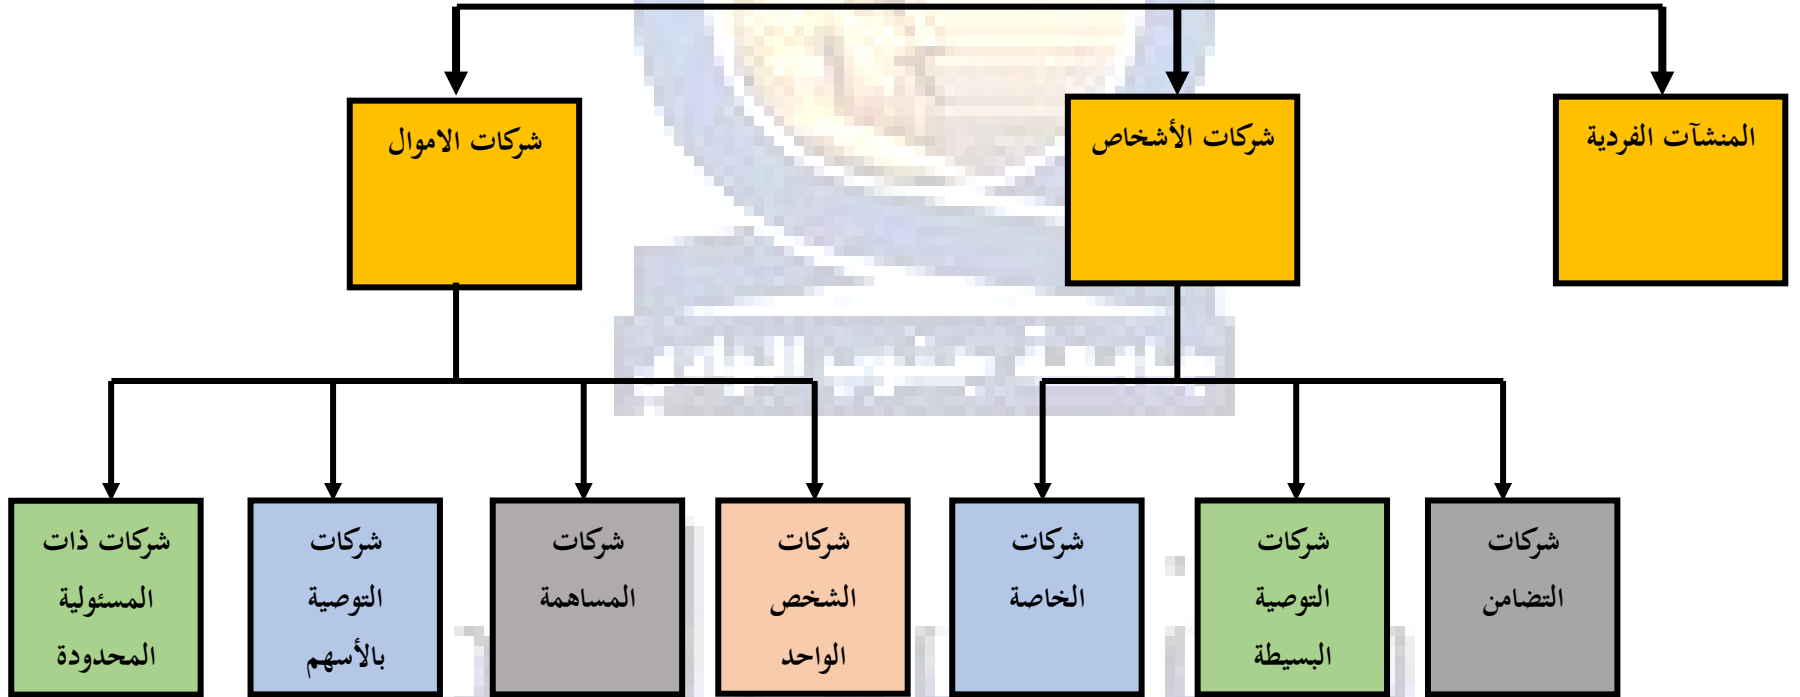 المنشآت الفردية
شركات الأشخاص
شركات الاموال
شركات
التضامن
شركات
التوصية
البسيطة
شركات
الخاصة
شركات
الشخص
الواحد
شركات
المساهمة
شركات
التوصية
بالأسهم
شركات ذات
المسئولية
المحدودة